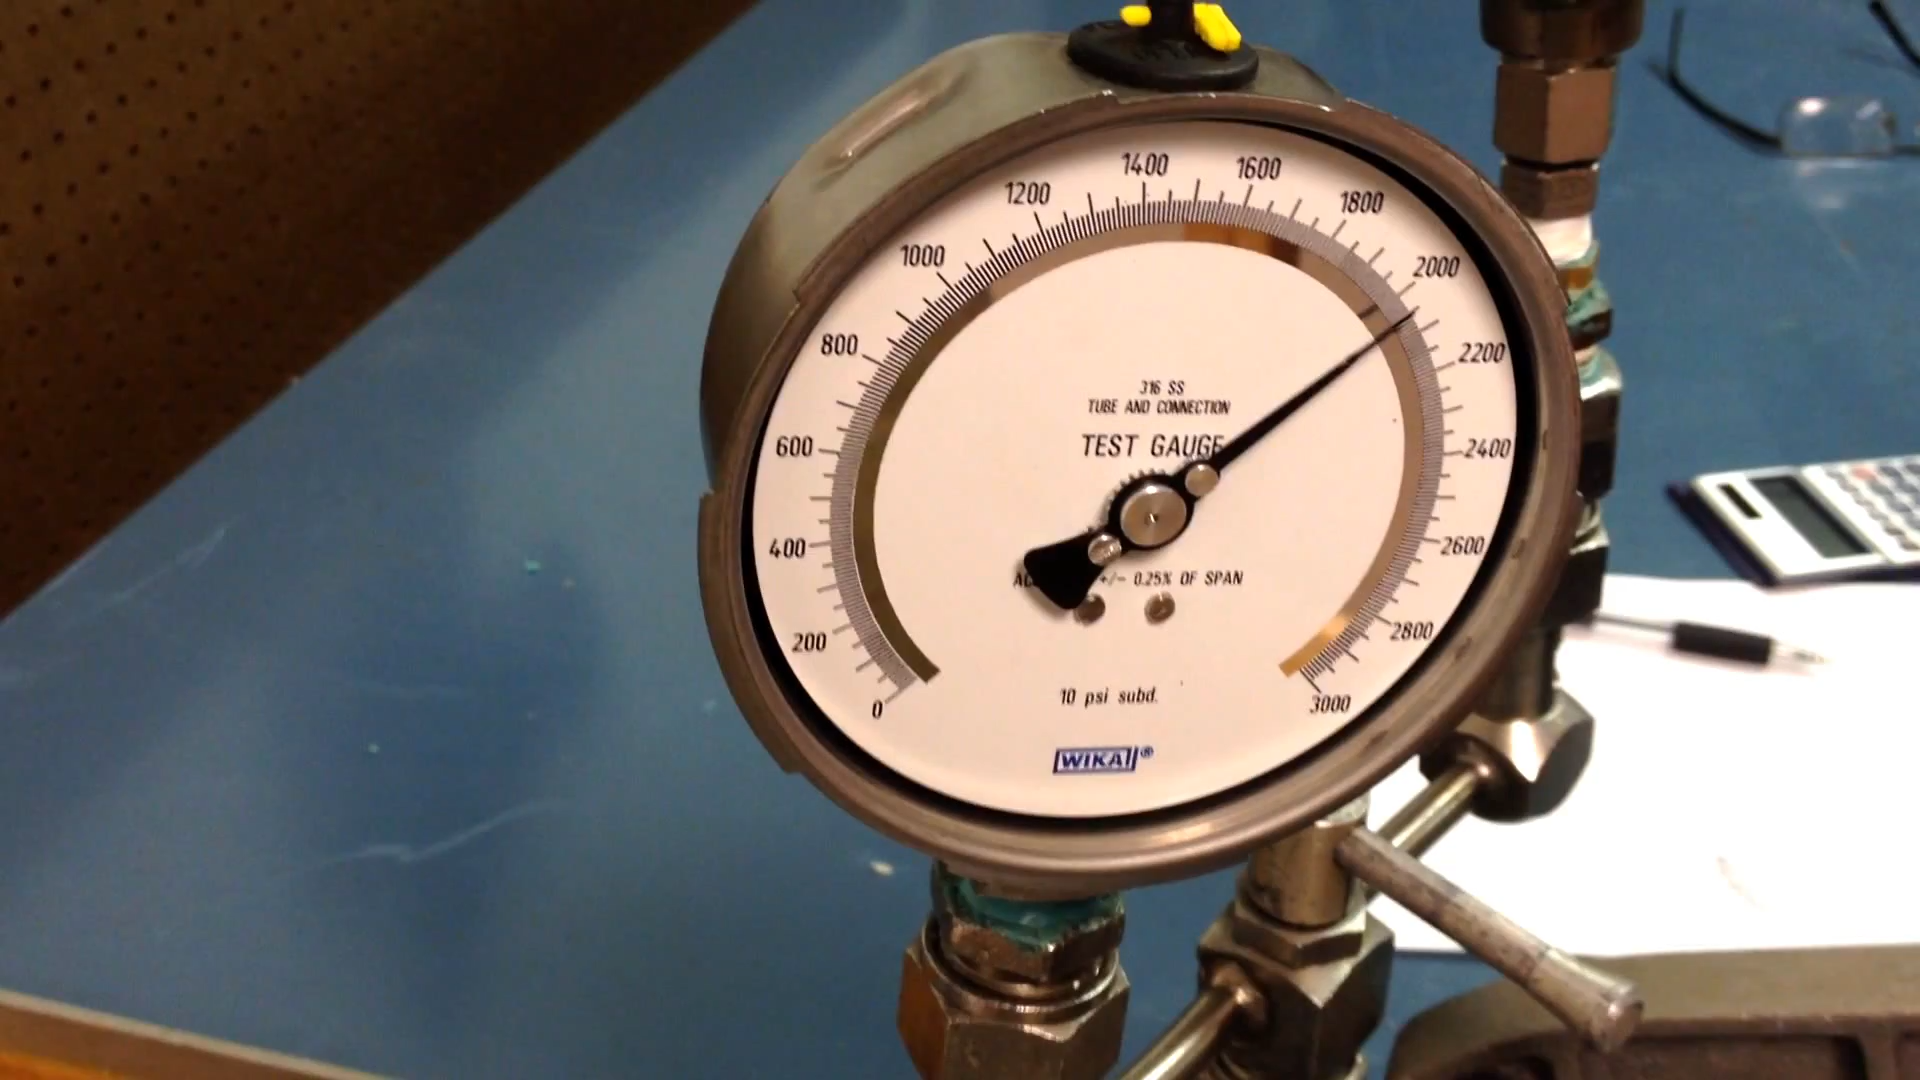 1400
1600
1200
1800
1000
2000
800
2200
316 SS
TUBE AND CONNECTION
TEST GAUGE
600
2400
400
2600
+/- 0.25% OF SPAN
200
2800
10 psi subd.
0
3000
WIKA®